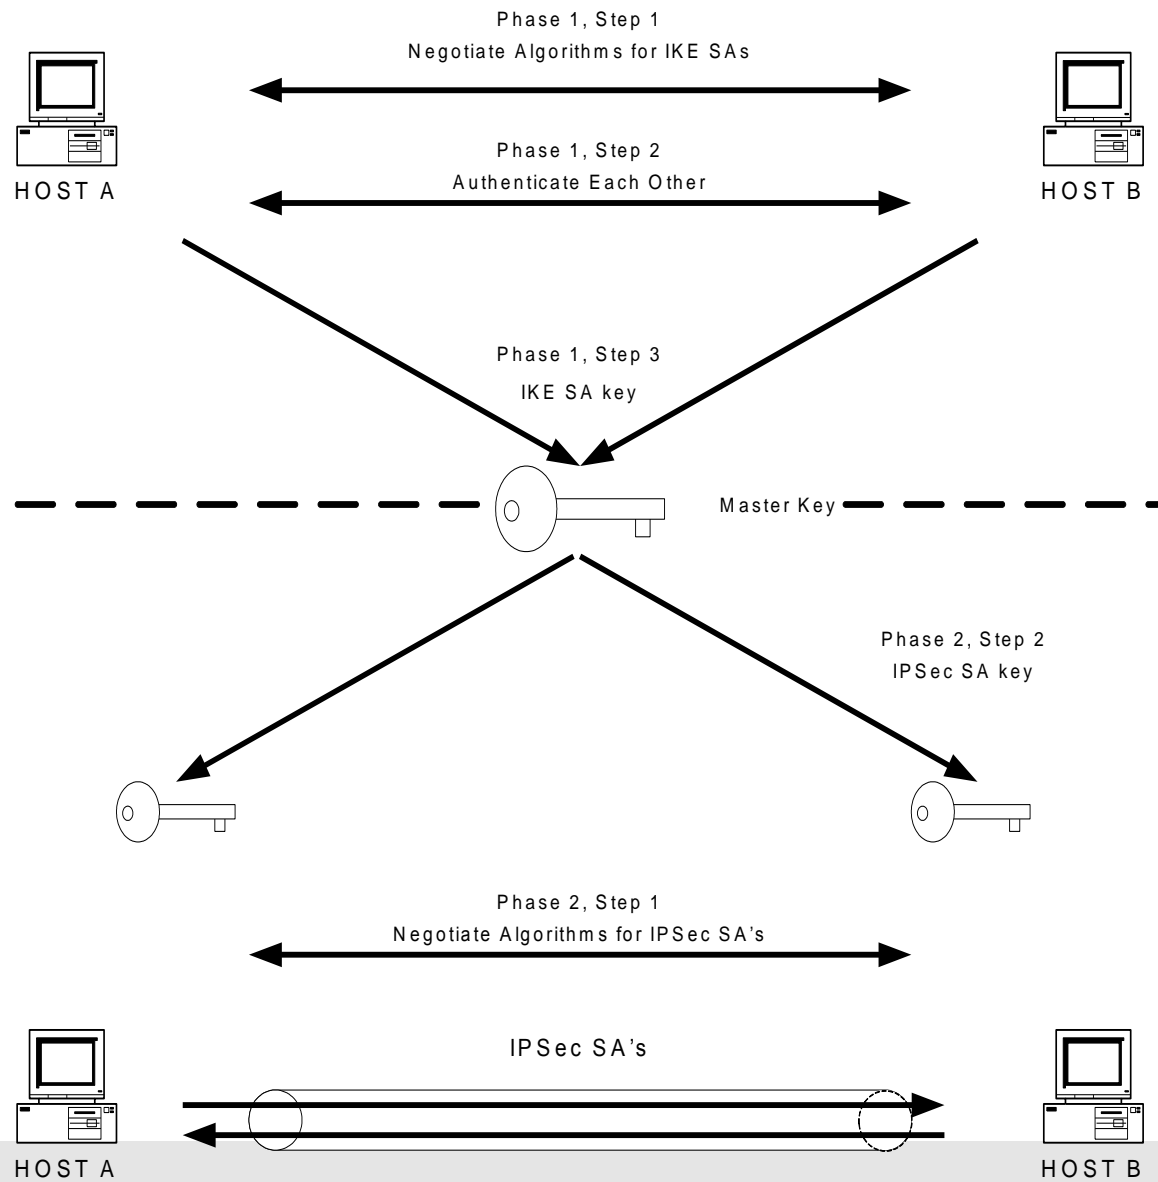 Phase 1, Step 1
Negotiate Algorithms for IKE SAs
HOST A
HOST B
Phase 1, Step 2
Authenticate Each Other
Phase 1, Step 3
IKE SA key
Master Key
Phase 2, Step 2
IPSec SA key
Phase 2, Step 1
Negotiate Algorithms for IPSec SA's
IPSec SA's
HOST A
HOST B